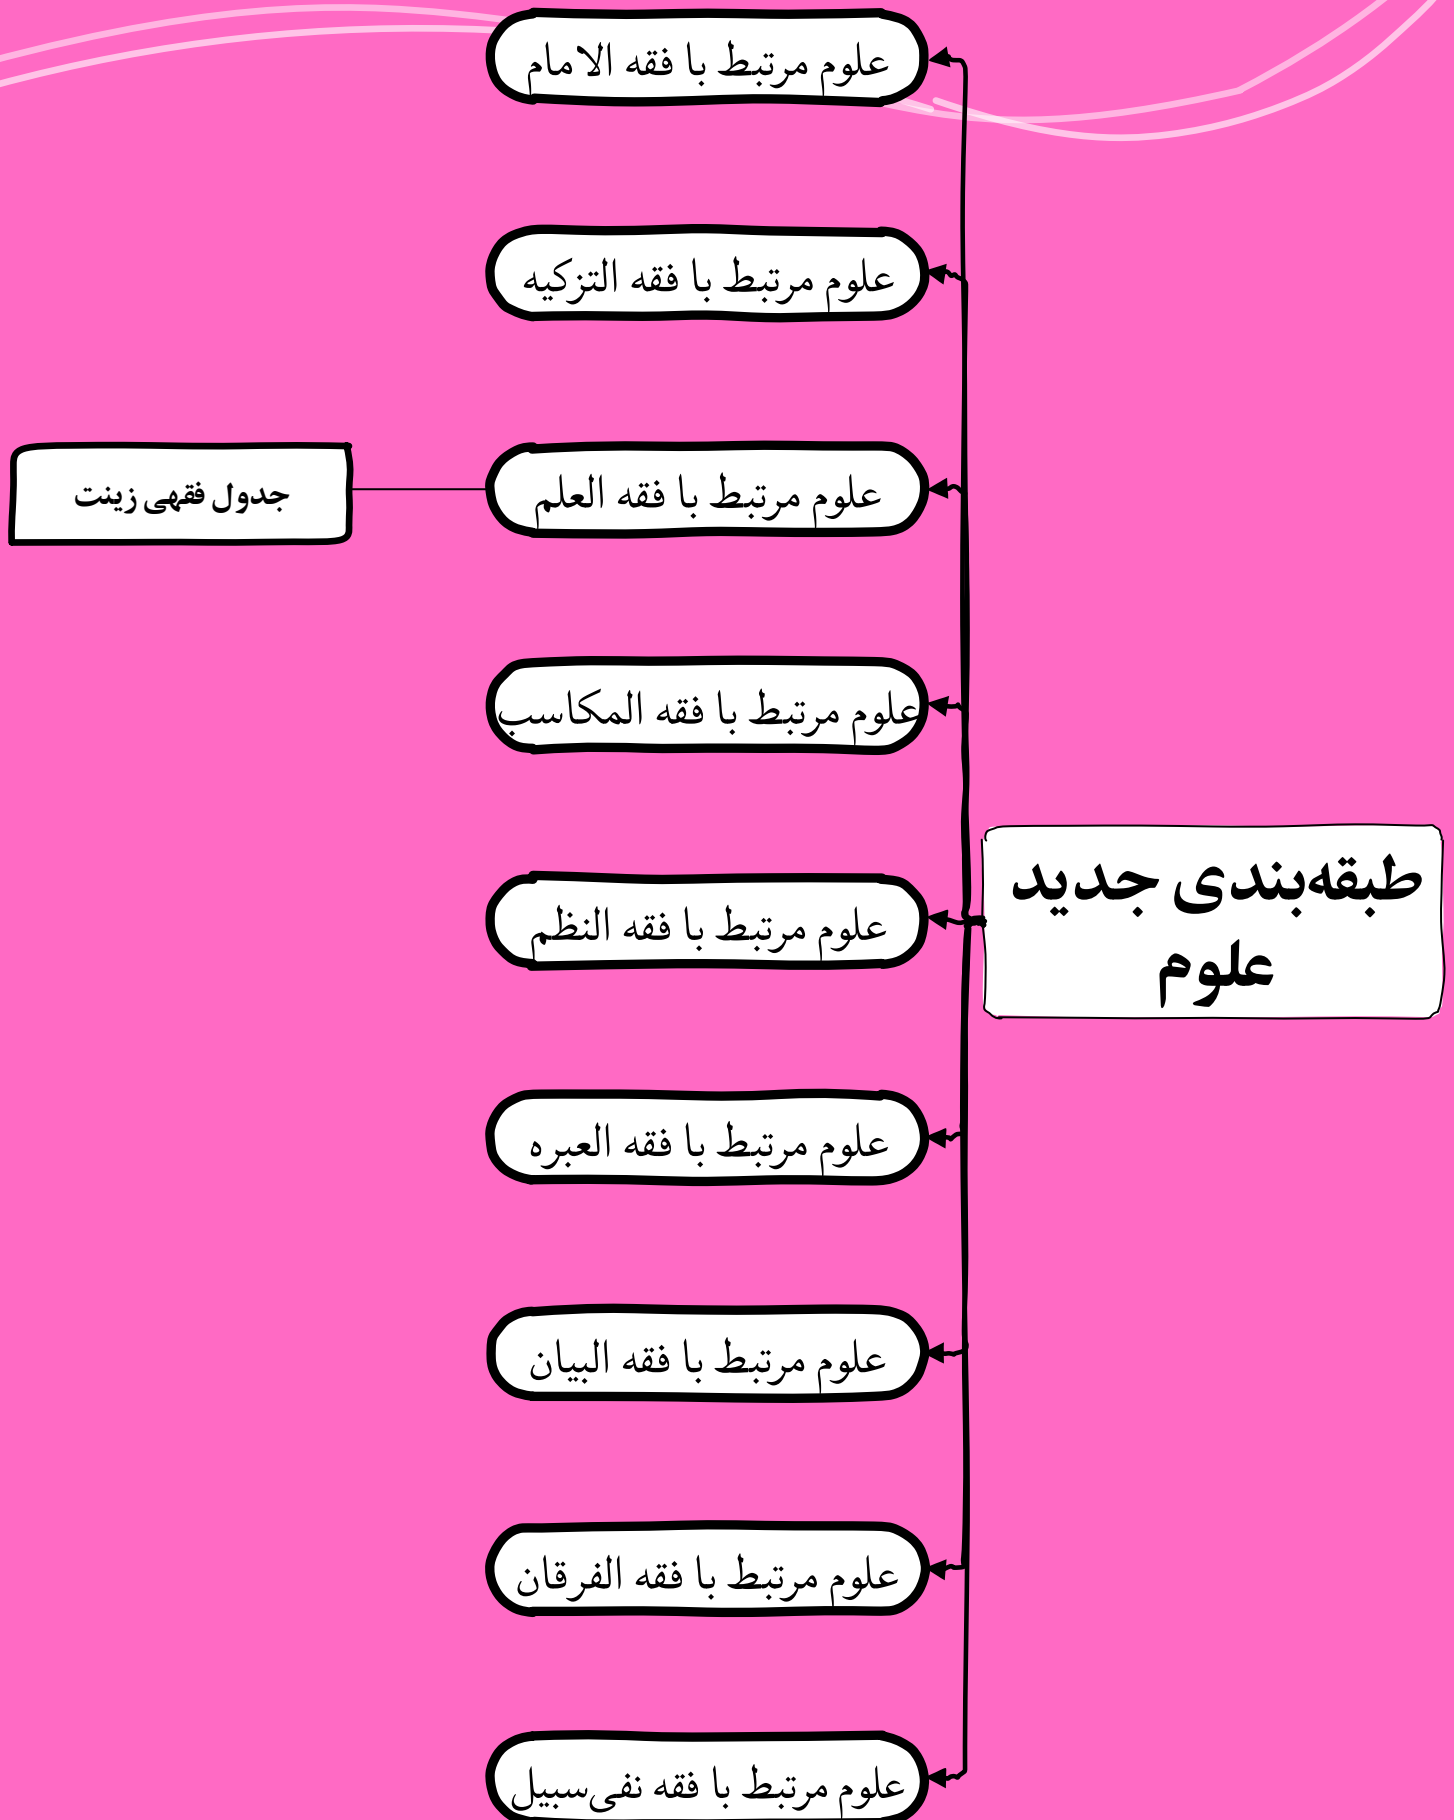 طبقه‌بندی جدید
علوم
علوم مرتبط با فقه الامام
علوم مرتبط با فقه التزکیه
علوم مرتبط با فقه العلم
جدول فقهی زینت
علوم مرتبط با فقه المکاسب
علوم مرتبط با فقه النظم
علوم مرتبط با فقه العبره
علوم مرتبط با فقه البیان
علوم مرتبط با فقه الفرقان
علوم مرتبط با فقه نفی‌سبیل